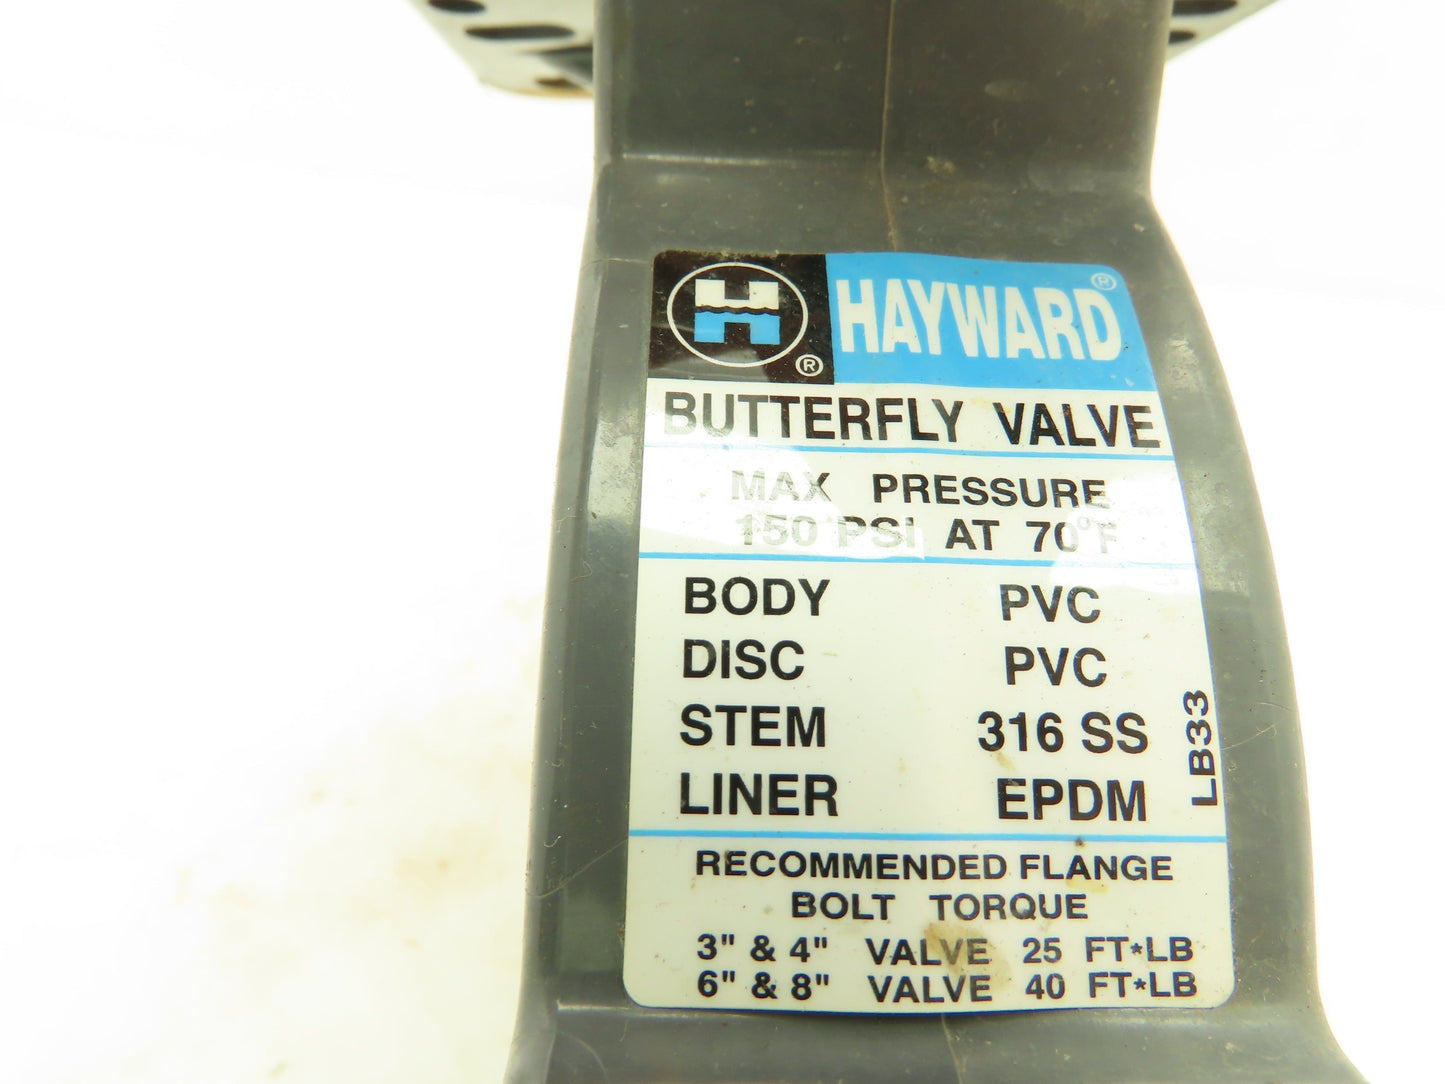 H ® HAYWARD ®
BUTTERFLY VALVE
MAX PRESSURE
150 PSI AT 70°F
BODY PVC
DISC PVC
STEM 316 SS
LINER EPDM
LB33
RECOMMENDED FLANGE
BOLT TORQUE
3" & 4" VALVE 25 FT*LB
6" & 8" VALVE 40 FT*LB